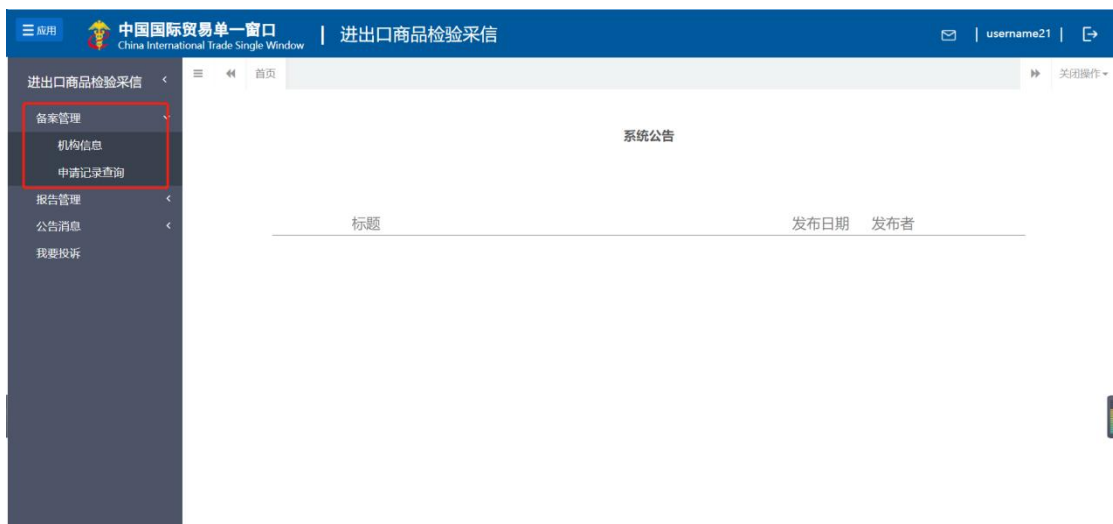 应用
中国国际贸易单一窗口
China International Trade Single Window
进出口商品检验采信
username21
进出口商品检验采信
首页
关闭操作
备案管理
机构信息
申请记录查询
报告管理
公告消息
我要投诉
系统公告
标题 发布日期 发布者